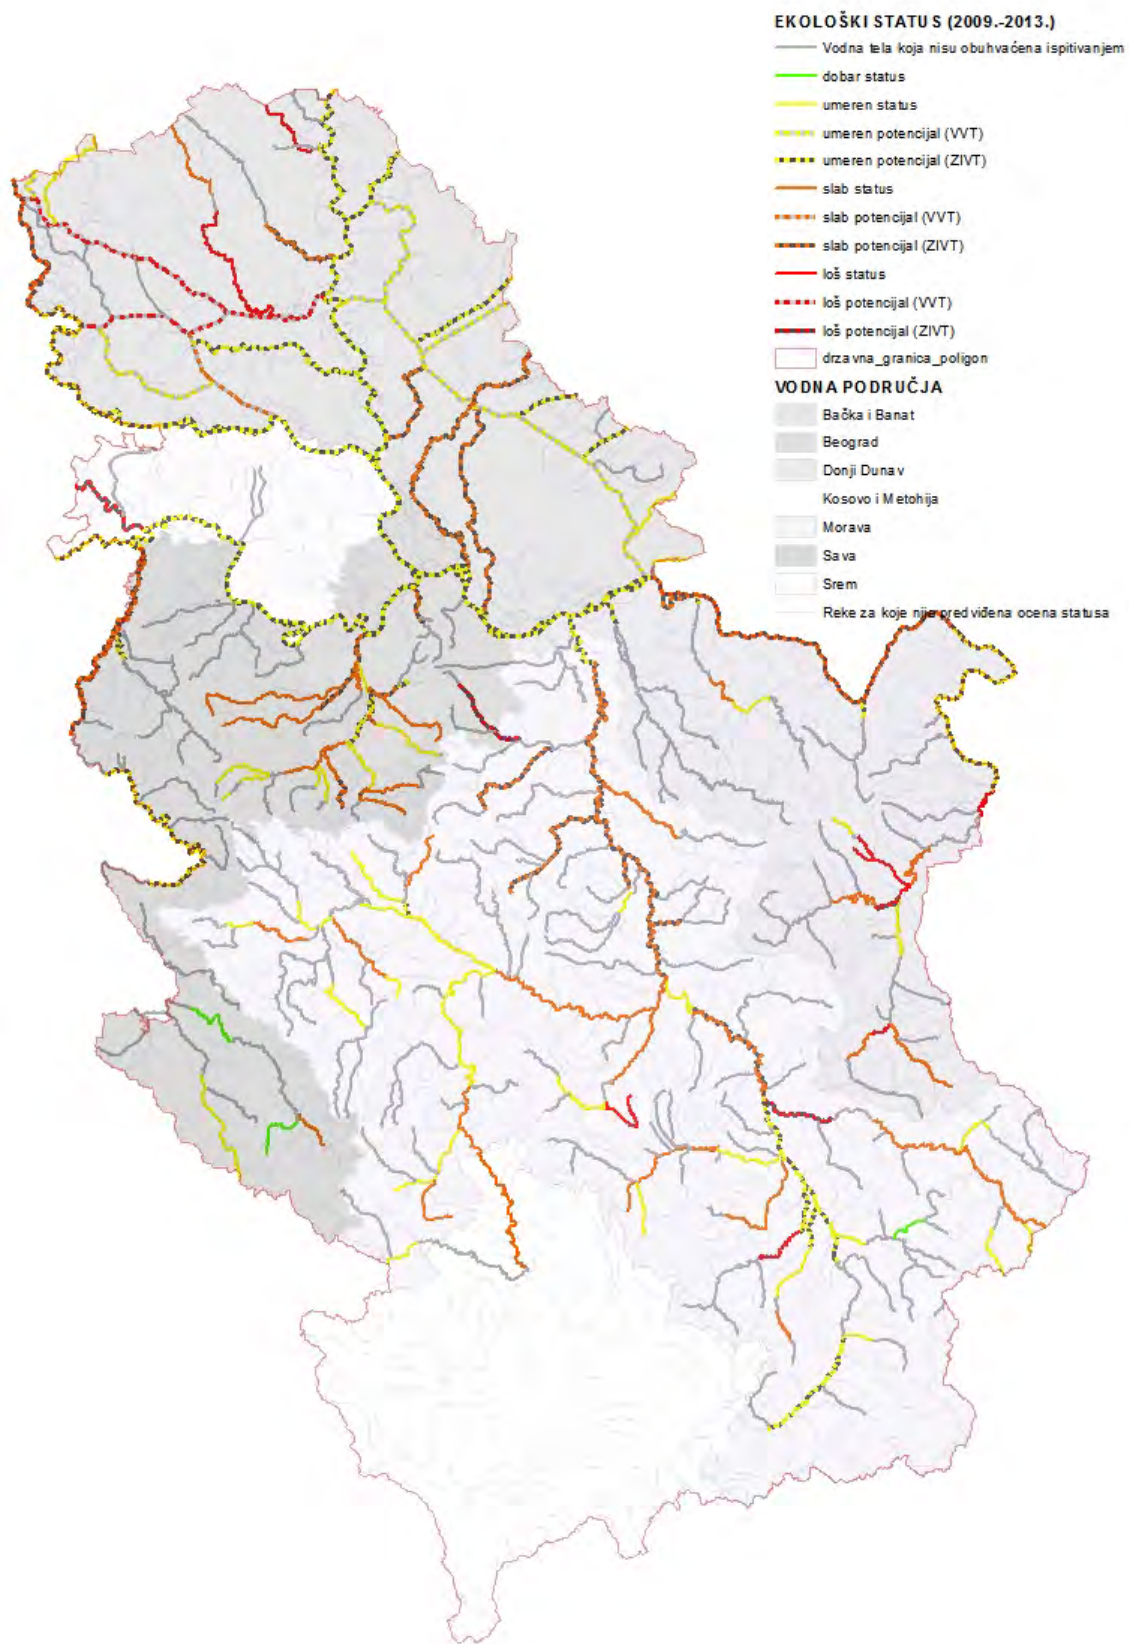 EKOLOŠKI STATUS (2009.-2013.)
Vodna tela koja nisu obuhvaćena ispitivanjem
dobar status
umeren status
umeren potencijal (VVT)
umeren potencijal (ZIVT)
slab status
slab potencijal (VVT)
slab potencijal (ZIVT)
loš status
loš potencijal (VVT)
loš potencijal (ZIVT)
drzavna_granica_poligon
VODNA PODRUČJA
Bačka i Banat
Beograd
Donji Dunav
Kosovo i Metohija
Morava
Sava
Srem
Reke za koje nije predviđena ocena statusa